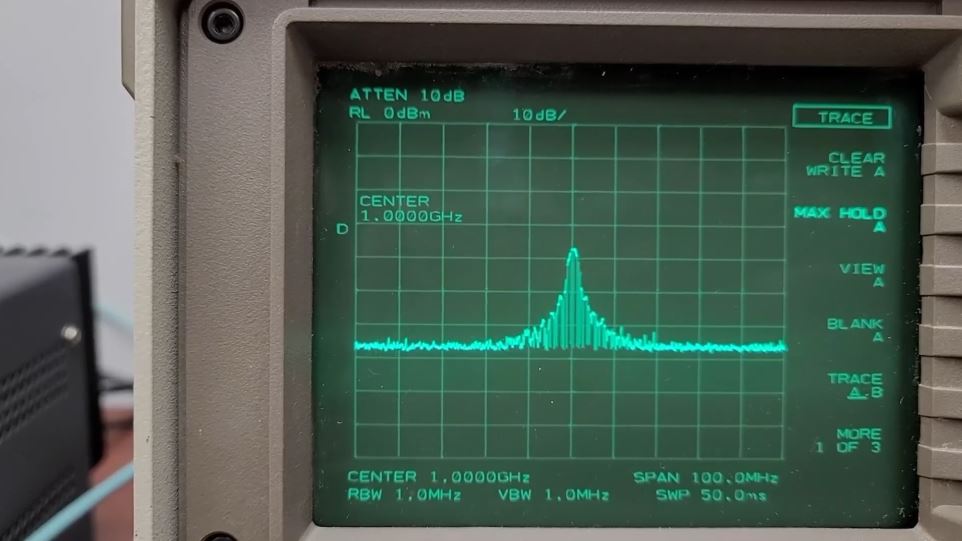 ATTEN 10dB
RL 0dBm 10dB/
TRACE
CLEAR
WRITE A
CENTER
1.0000GHz
MAX HOLD
A
D
VIEW
A
BLANK
A
TRACE
A B
MORE
1 OF 3
CENTER 1.0000GHz SPAN 100.0MHz
RBW 1.0MHz VBW 1.0MHz SWP 50.0ms